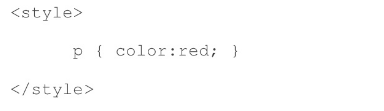 <style>
p { color:red; }
</style>